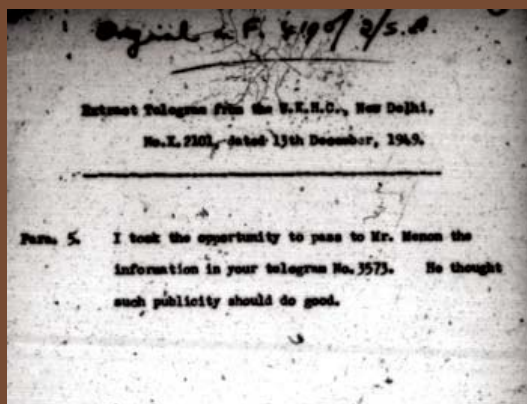 Original in F. 4190/2/5.A.
Extract Telegram from the U.K.H.C., New Delhi.
No.X.2101, dated 13th December, 1949.
Para. 5. I took the opportunity to pass to Mr. Menon the
information in your telegram No.3573. He thought
such publicity should do good.